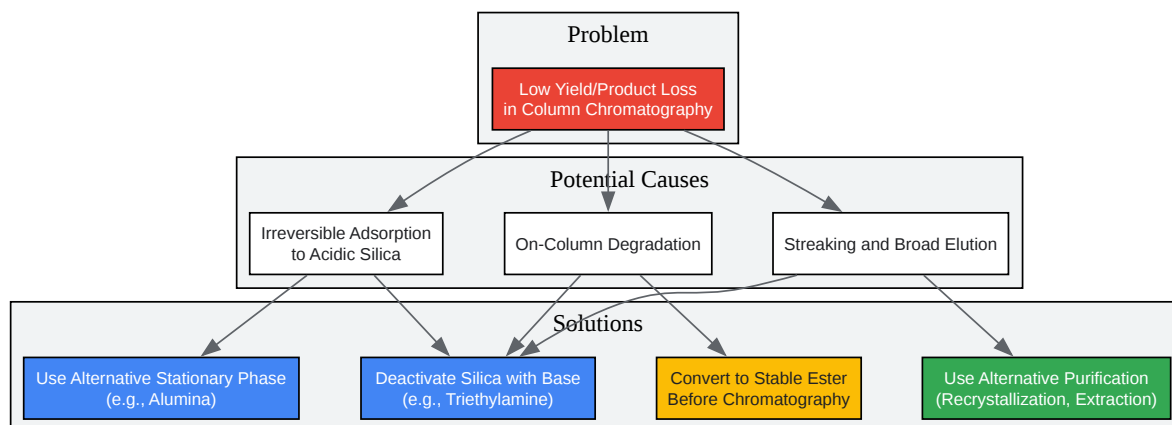 Problem
Low Yield/Product Loss
in Column Chromatography
Potential Causes
Irreversible Adsorption
to Acidic Silica
On-Column Degradation
Streaking and Broad Elution
Solutions
Use Alternative Stationary Phase
(e.g., Alumina)
Deactivate Silica with Base
(e.g., Triethylamine)
Convert to Stable Ester
Before Chromatography
Use Alternative Purification
(Recrystallization, Extraction)